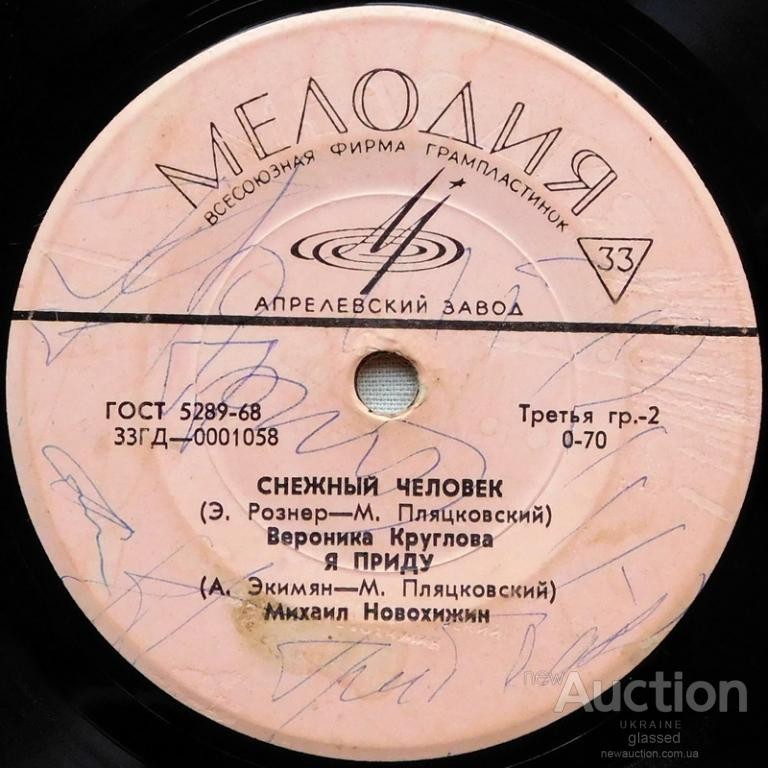 МЕЛОДИЯ
ВСЕСОЮЗНАЯ ФИРМА ГРАМПЛАСТИНОК
33
АПРЕЛЕВСКИЙ ЗАВОД
ГОСТ 5289-68
33ГД—0001058
Третья гр.-2
0-70
СНЕЖНЫЙ ЧЕЛОВЕК
(Э. Рознер—М. Пляцковский)
Вероника Круглова
Я ПРИДУ
(А. Экимян—М. Пляцковский)
Михаил Новохижин
newAuction
UKRAINE
glassed
newauction.com.ua